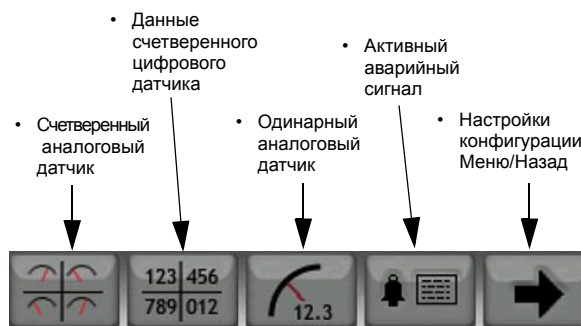 • Данные
счетверенного
цифрового
датчика
• Активный
аварийный
сигнал
• Счетверенный
аналоговый
датчик
• Одинарный
аналоговый
датчик
• Настройки
конфигурации
Меню/Назад
123 456
789 012
12.3